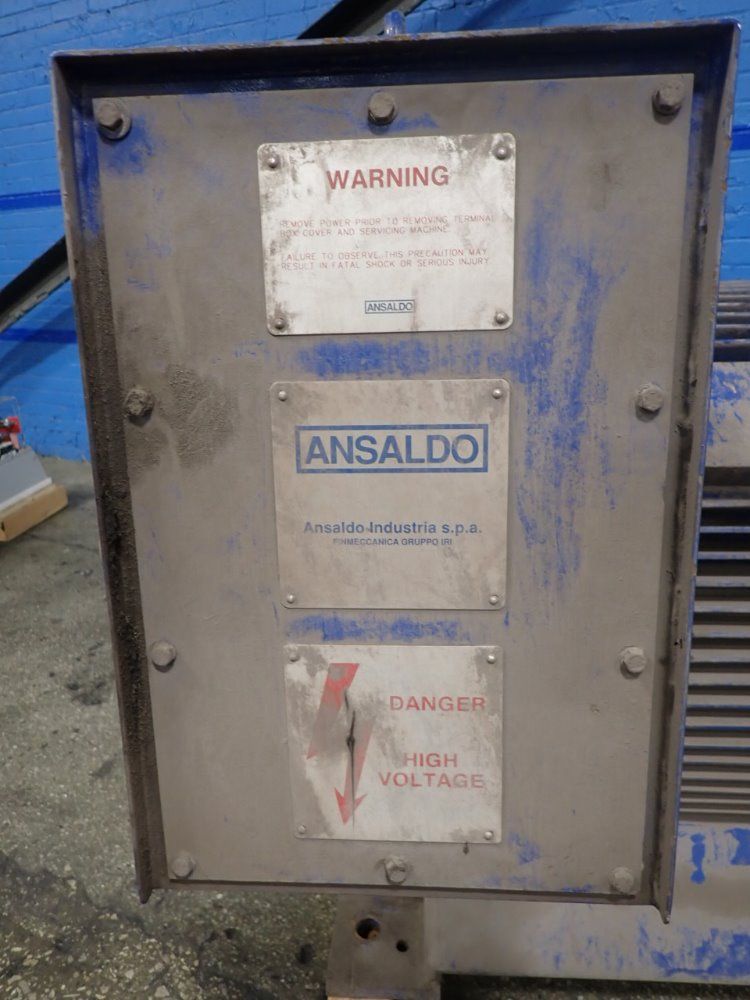 WARNING
REMOVE POWER PRIOR TO REMOVING TERMINAL
BOX COVER AND SERVICING MACHINE.
FAILURE TO OBSERVE THIS PRECAUTION MAY
RESULT IN FATAL SHOCK OR SERIOUS INJURY.
ANSALDO
ANSALDO
Ansaldo Industria s.p.a.
FINMECCANICA GRUPPO IRI
DANGER
HIGH
VOLTAGE